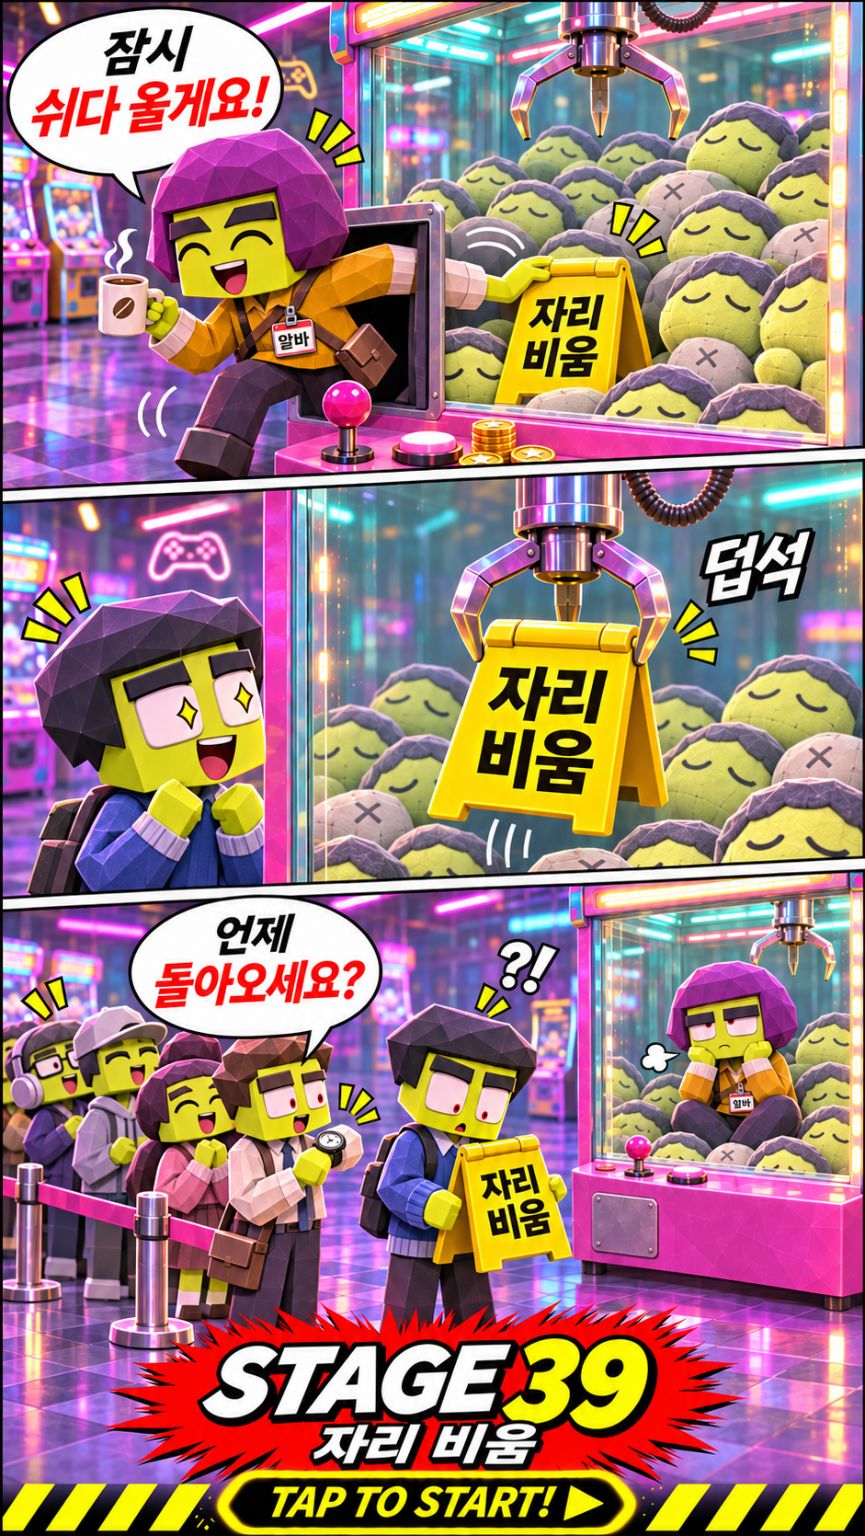 잠시
쉬다 올게요!
알바
자리
비움
덥석
자리
비움
언제
돌아오세요?
?!
알바
자리
비움
STAGE 39
자리 비움
TAP TO START!